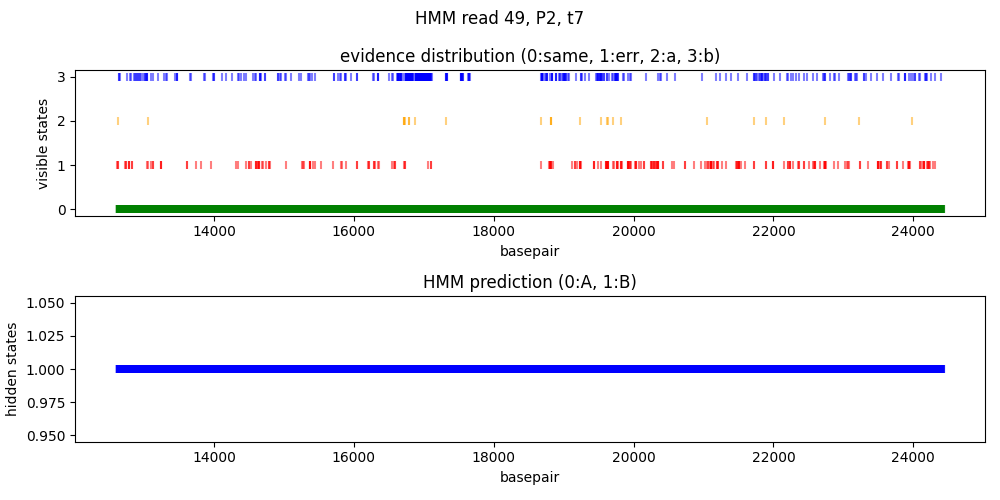 HMM read 49, P2, t7
evidence distribution (0:same, 1:err, 2:a, 3:b)
3
2
1
0
visible states
14000 16000 18000 20000 22000 24000
basepair
HMM prediction (0:A, 1:B)
1.050
1.025
1.000
0.975
0.950
hidden states
14000 16000 18000 20000 22000 24000
basepair